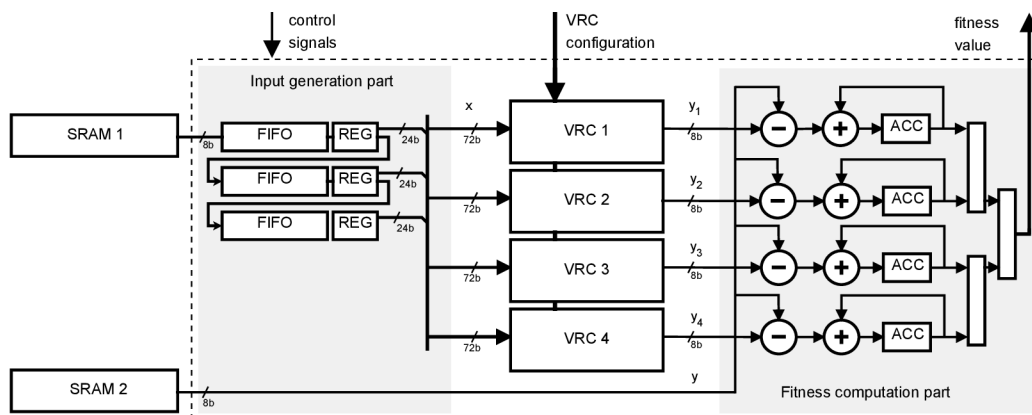 control
signals
VRC
configuration
fitness
value
Input generation part
SRAM 1
8b
FIFO
REG
24b
FIFO
REG
24b
FIFO
REG
24b
x
72b
72b
72b
72b
VRC 1
VRC 2
VRC 3
VRC 4
y1
8b
y2
8b
y3
8b
y4
8b
y
−
+
ACC
−
+
ACC
−
+
ACC
−
+
ACC
SRAM 2
8b
Fitness computation part